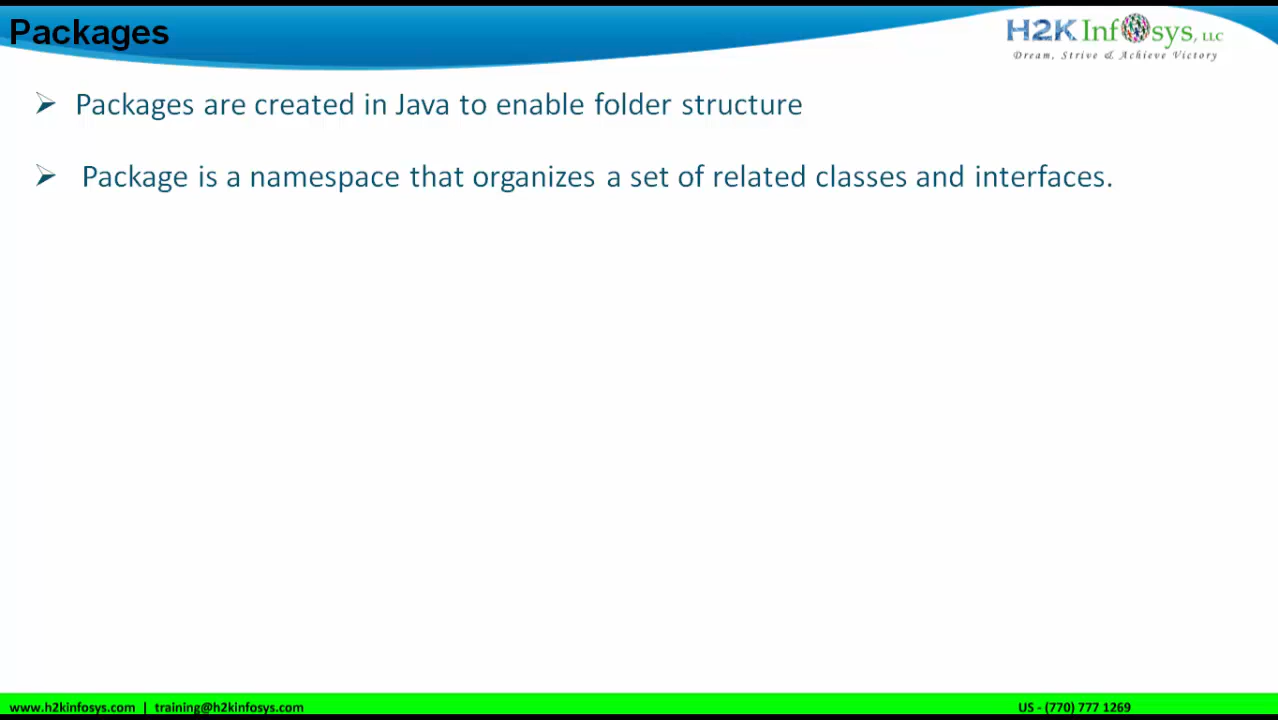 Packages
H2K Infosys, LLC
Dream, Strive & Achieve Victory
Packages are created in Java to enable folder structure
Package is a namespace that organizes a set of related classes and interfaces.
www.h2kinfosys.com | training@h2kinfosys.com
US - (770) 777 1269